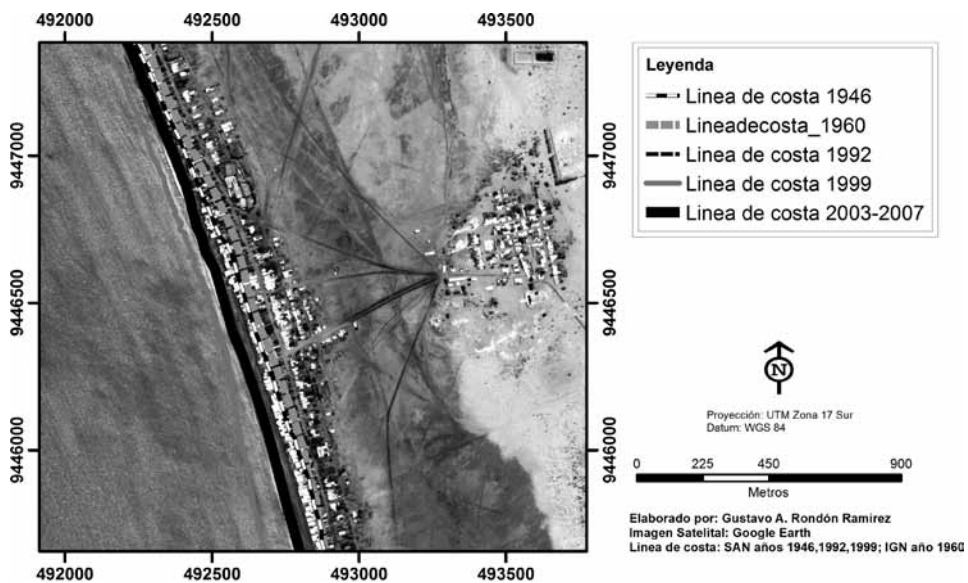 492000 492500 493000 493500
9447000
9446500
9446000
9447000
9446500
9446000
492000 492500 493000 493500
Leyenda
Linea de costa 1946
Lineadecosta_1960
Linea de costa 1992
Linea de costa 1999
Linea de costa 2003-2007
N
Proyección: UTM Zona 17 Sur
Datum: WGS 84
0 225 450 900
Metros
Elaborado por: Gustavo A. Rondón Ramirez
Imagen Satelital: Google Earth
Linea de costa: SAN años 1946,1992,1999; IGN año 1960